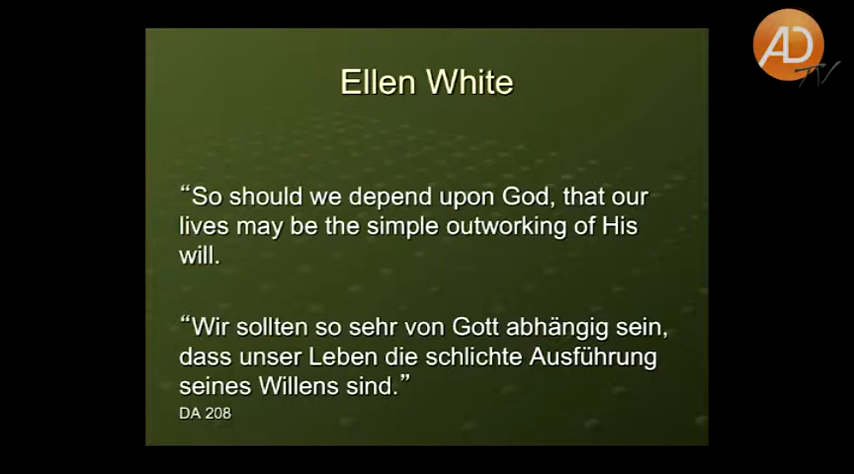 AD
TV
Ellen White
“So should we depend upon God, that our
lives may be the simple outworking of His
will.
“Wir sollten so sehr von Gott abhängig sein,
dass unser Leben die schlichte Ausführung
seines Willens sind.”
DA 208